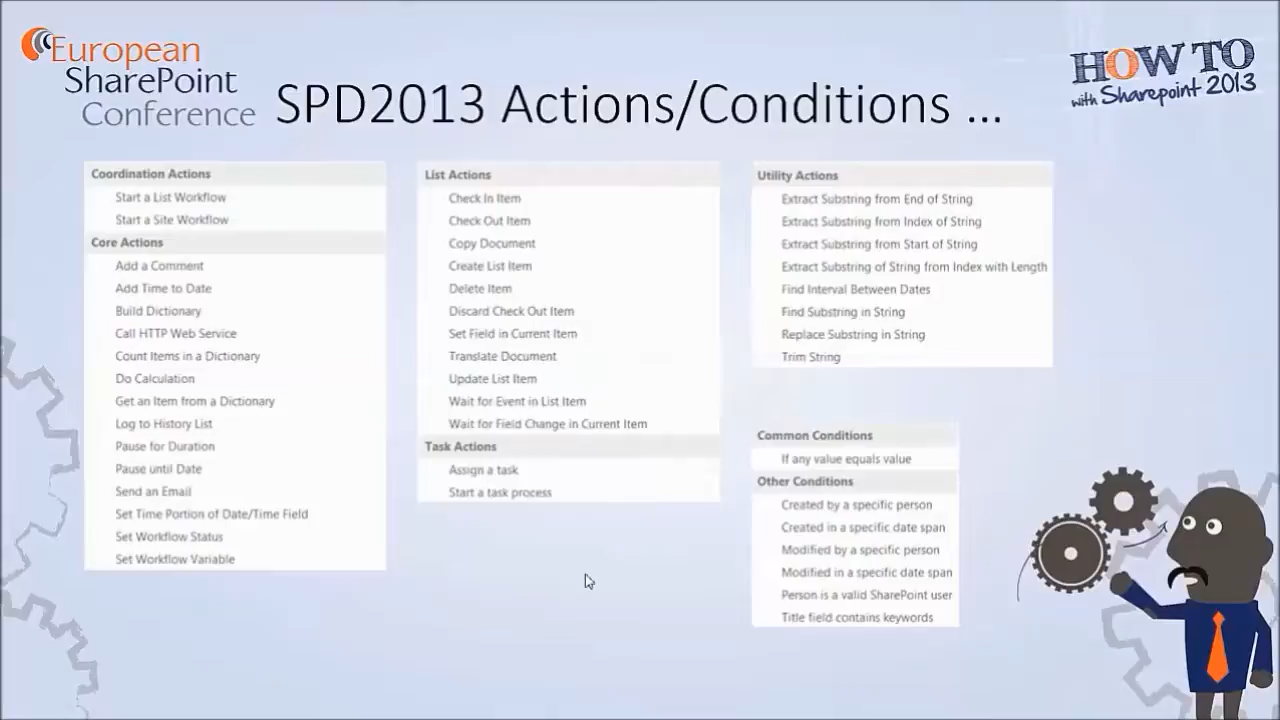 European
SharePoint
Conference
SPD2013 Actions/Conditions ...
HOW TO
with Sharepoint 2013
Coordination Actions
Start a List Workflow
Start a Site Workflow
Core Actions
Add a Comment
Add Time to Date
Build Dictionary
Call HTTP Web Service
Count Items in a Dictionary
Do Calculation
Get an Item from a Dictionary
Log to History List
Pause for Duration
Pause until Date
Send an Email
Set Time Portion of Date/Time Field
Set Workflow Status
Set Workflow Variable
List Actions
Check In Item
Check Out Item
Copy Document
Create List Item
Delete Item
Discard Check Out Item
Set Field in Current Item
Translate Document
Update List Item
Wait for Event in List Item
Wait for Field Change in Current Item
Task Actions
Assign a task
Start a task process
Utility Actions
Extract Substring from End of String
Extract Substring from Index of String
Extract Substring from Start of String
Extract Substring of String from Index with Length
Find Interval Between Dates
Find Substring in String
Replace Substring in String
Trim String
Common Conditions
If any value equals value
Other Conditions
Created by a specific person
Created in a specific date span
Modified by a specific person
Modified in a specific date span
Person is a valid SharePoint user
Title field contains keywords